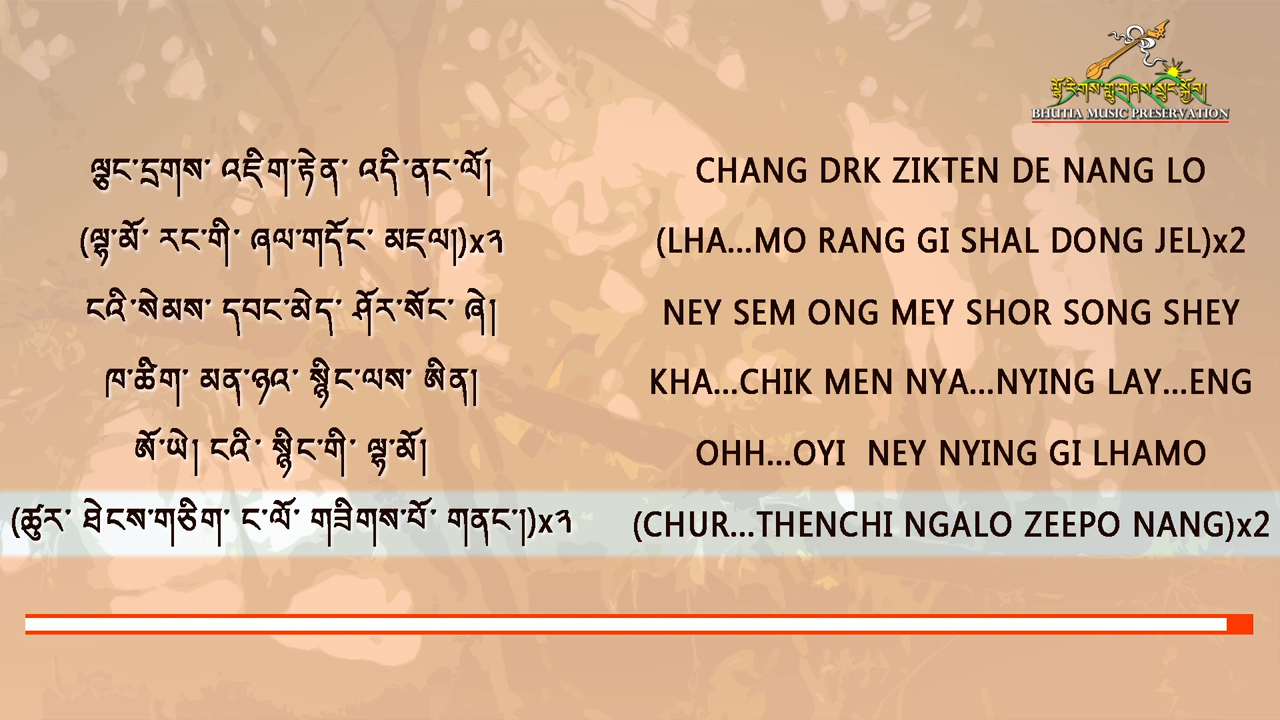 ལྷོ་རིགས་གླུ་གཞས་སྲུང་སྐྱོབ།
BHUTIA MUSIC PRESERVATION
ལྕང་དྲགས་ འཇིག་རྟེན་ འདི་ནང་ལོ། CHANG DRK ZIKTEN DE NANG LO
(ལྷ་མོ་ རང་གི་ ཞལ་གདོང་ མཇལ།)x༢ (LHA...MO RANG GI SHAL DONG JEL)x2
ངའི་སེམས་ དབང་མེད་ ཤོར་སོང་ ཞེ། NEY SEM ONG MEY SHOR SONG SHEY
ཁ་ཆིག་ མན་ཉའ་ སྙིང་ལས་ ཨིན། KHA...CHIK MEN NYA...NYING LAY...ENG
ཨོ་ཡེ། ངའི་ སྙིང་གི་ ལྷ་མོ། OHH...OYI NEY NYING GI LHAMO
(ཚུར་ ཐེངས་གཅིག་ ང་ལོ་ གཟིགས་པོ་ གནང་།)x༢ (CHUR...THENCHI NGALO ZEEPO NANG)x2